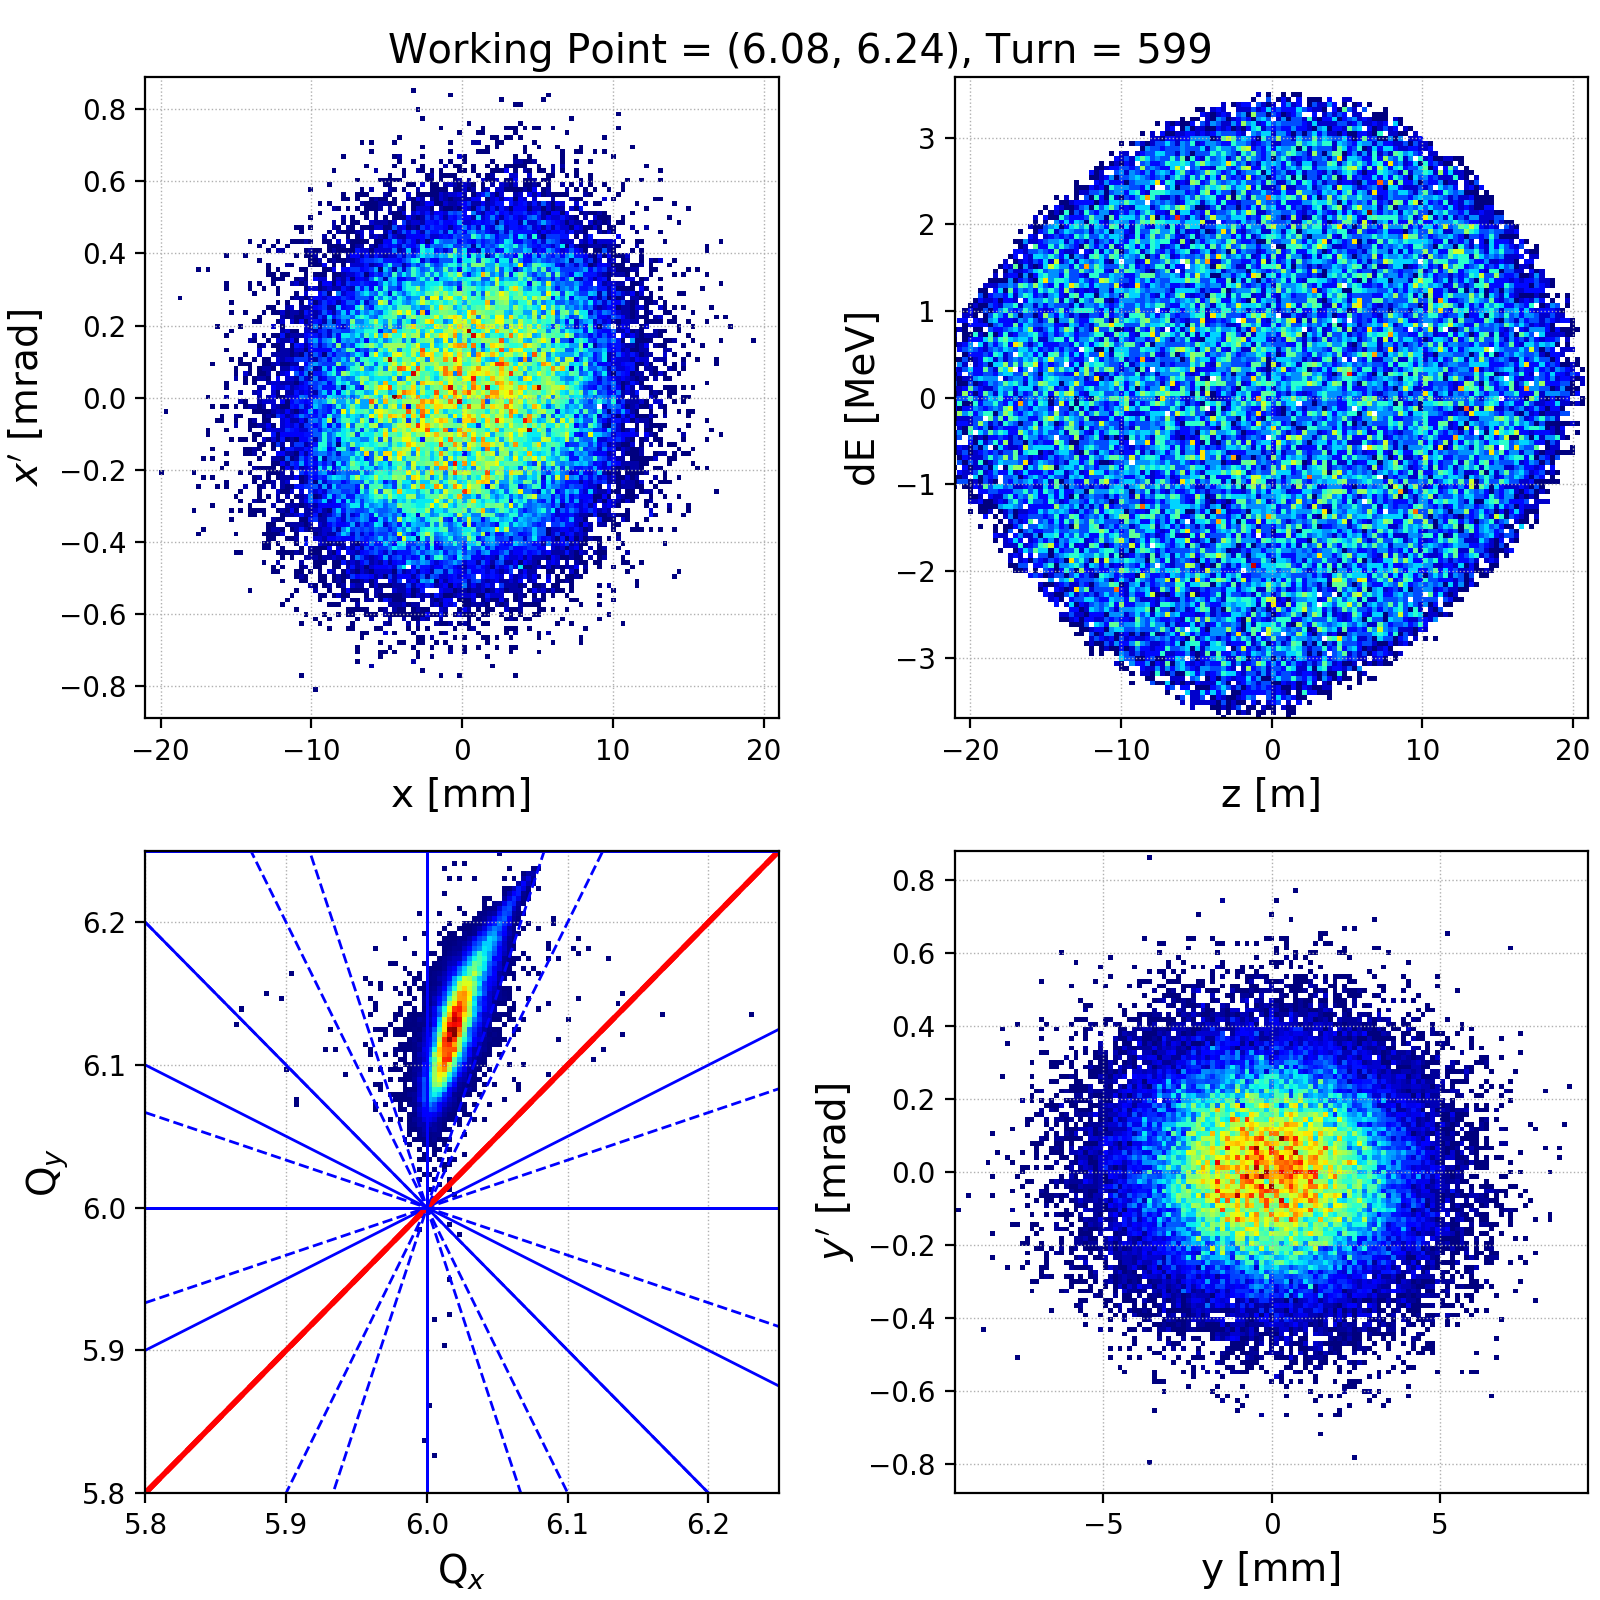 Working Point = (6.08, 6.24), Turn = 599
0.8
0.6
0.4
0.2
0.0
−0.2
−0.4
−0.6
−0.8
x′ [mrad]
−20 −10 0 10 20
x [mm]
3
2
1
0
−1
−2
−3
dE [MeV]
−20 −10 0 10 20
z [m]
6.2
6.1
6.0
5.9
5.8
Qy
5.8 5.9 6.0 6.1 6.2
Qx
0.8
0.6
0.4
0.2
0.0
−0.2
−0.4
−0.6
−0.8
y′ [mrad]
−5 0 5
y [mm]